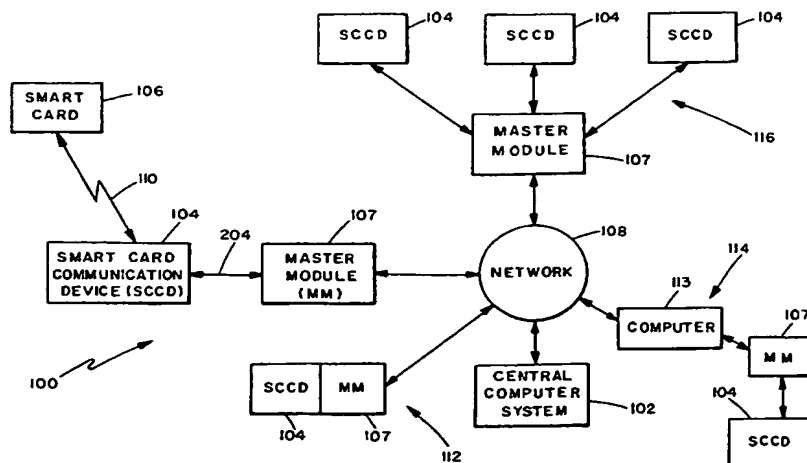 104
SCCD
104
SCCD
104
SCCD
SMART
CARD
106
MASTER
MODULE
107
116
110
104
204
107
108
SMART CARD
COMMUNICATION
DEVICE (SCCD)
MASTER
MODULE
(MM)
NETWORK
113
114
COMPUTER
107
MM
100
SCCD
MM
104
107
112
CENTRAL
COMPUTER
SYSTEM
102
104
SCCD